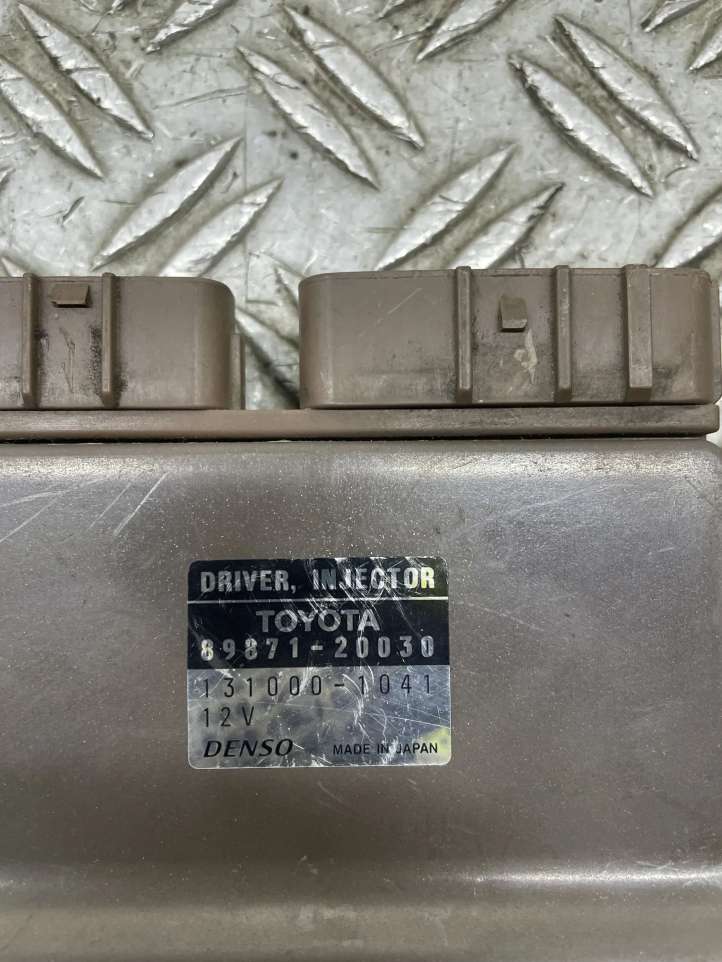 DRIVER, INJECTOR
TOYOTA
89871-20030
131000-1041
12V
DENSO MADE IN JAPAN